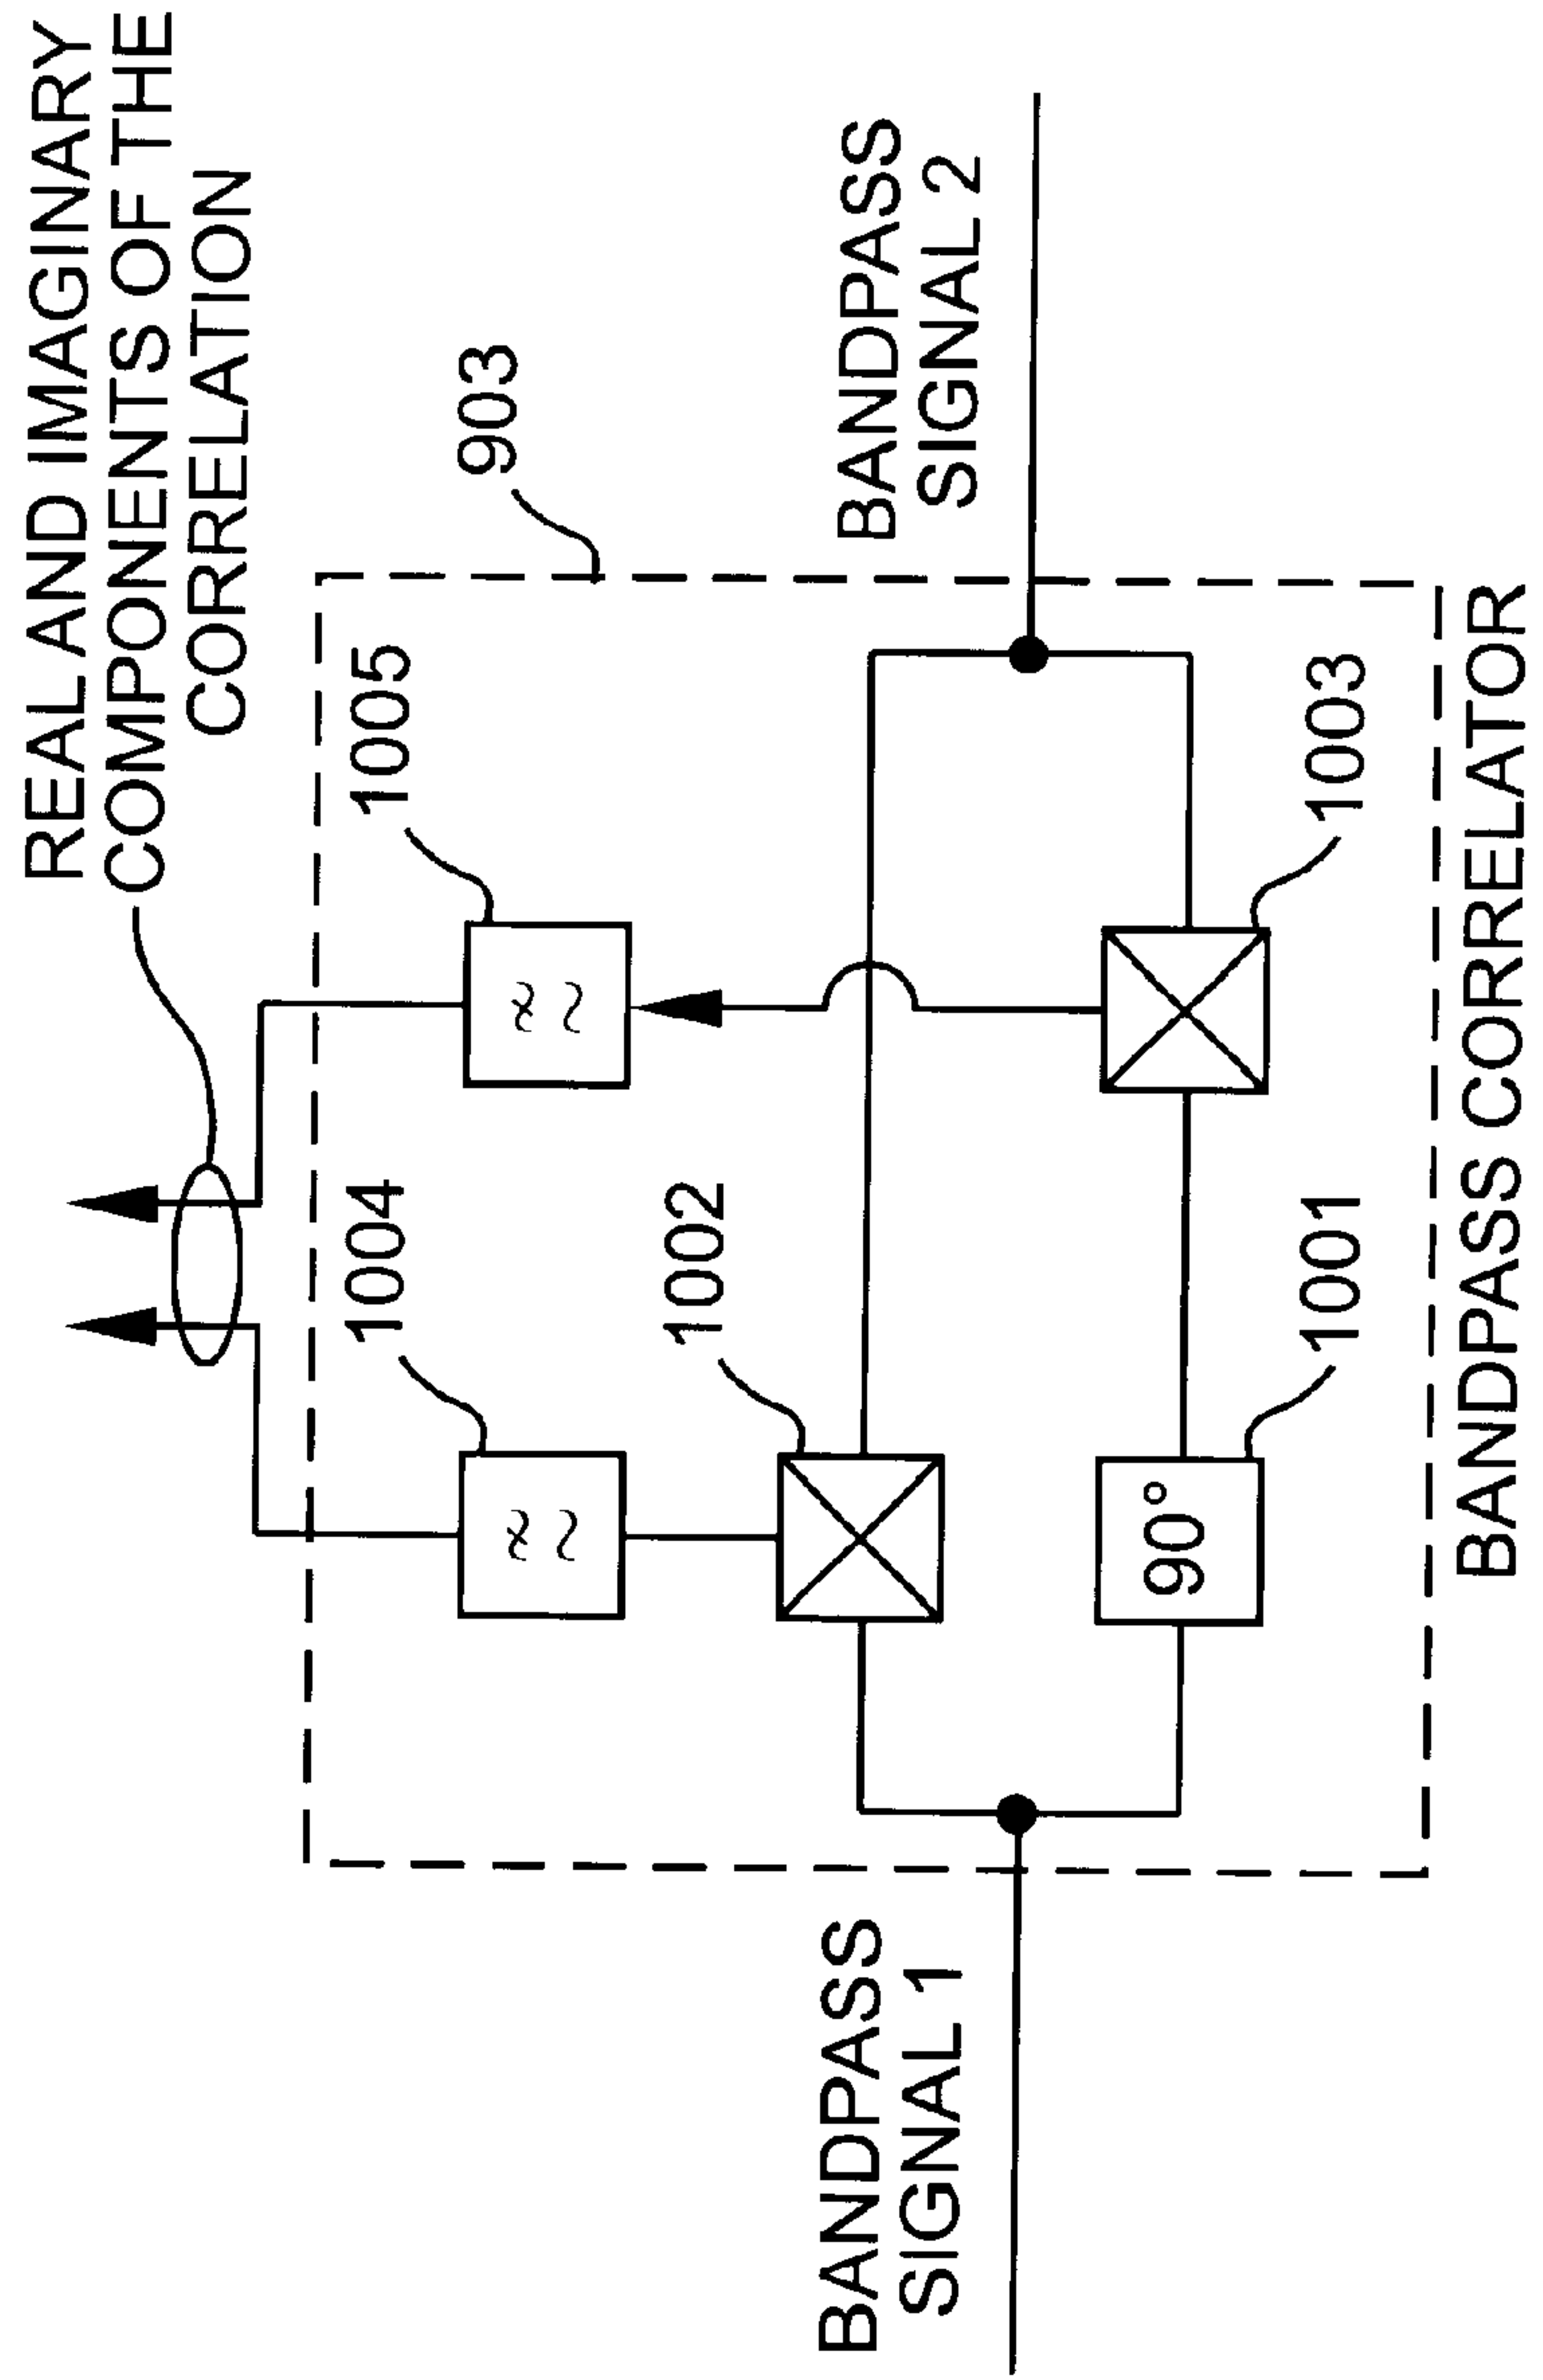 REAL AND IMAGINARY
COMPONENTS OF THE
CORRELATION
903
1004
1005
1002
BANDPASS
SIGNAL 1
BANDPASS
SIGNAL 2
90°
1001
1003
BANDPASS CORRELATOR